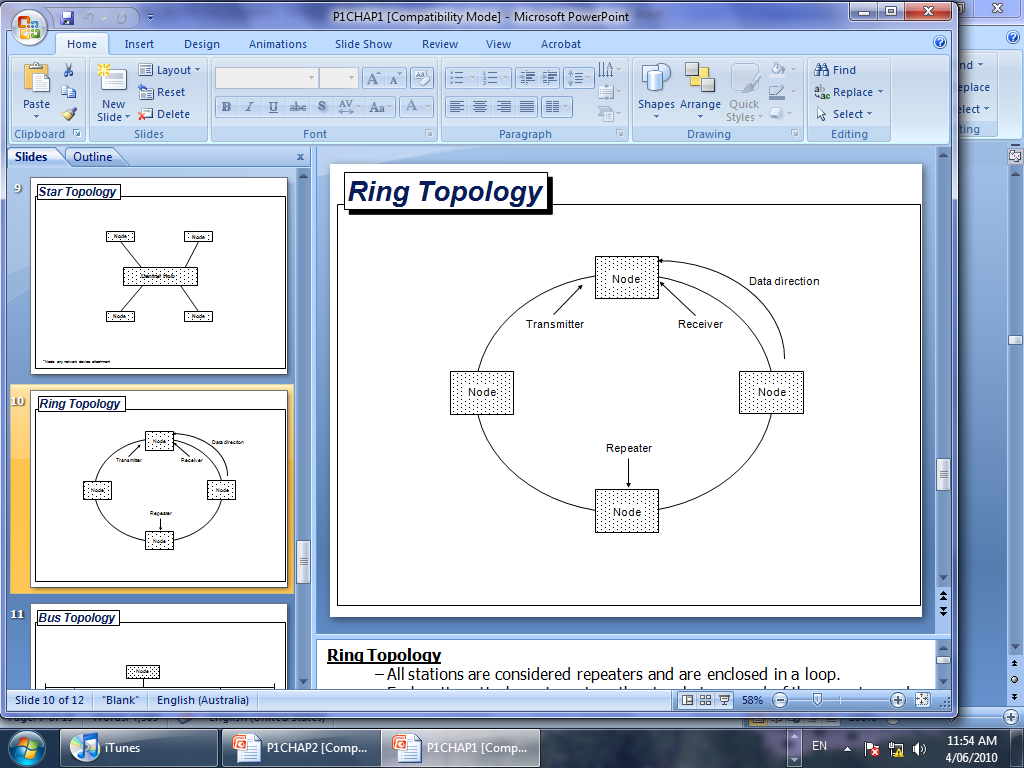 P1CHAP1 [Compatibility Mode] - Microsoft PowerPoint
Home Insert Design Animations Slide Show Review View Acrobat
Paste
Clipboard
New Slide
Layout
Reset
Delete
Slides
B I U abc S AV Aa A
Font
Paragraph
Shapes Arrange Quick Styles
Drawing
Find
Replace
Select
Editing
Slides Outline
9
Star Topology
Node Node
Central Hub
Node Node
10
Ring Topology
Node
Data direction
Transmitter Receiver
Node Node
Repeater
Node
11
Bus Topology
Node
Ring Topology
Node
Data direction
Transmitter Receiver
Node Node
Repeater
Node
Ring Topology
–All stations are considered repeaters and are enclosed in a loop.
Slide 10 of 12 "Blank" English (Australia) 58%
iTunes P1CHAP2 [Comp... P1CHAP1 [Comp... EN 11:54 AM
4/06/2010